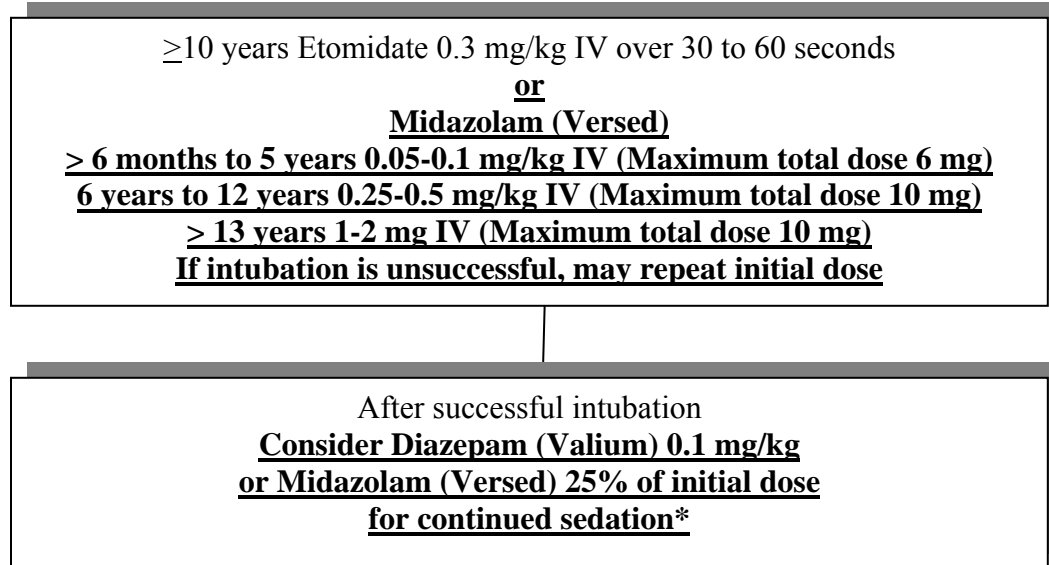 ≥10 years Etomidate 0.3 mg/kg IV over 30 to 60 seconds
or
Midazolam (Versed)
> 6 months to 5 years 0.05-0.1 mg/kg IV (Maximum total dose 6 mg)
6 years to 12 years 0.25-0.5 mg/kg IV (Maximum total dose 10 mg)
> 13 years 1-2 mg IV (Maximum total dose 10 mg)
If intubation is unsuccessful, may repeat initial dose
After successful intubation
Consider Diazepam (Valium) 0.1 mg/kg
or Midazolam (Versed) 25% of initial dose
for continued sedation*